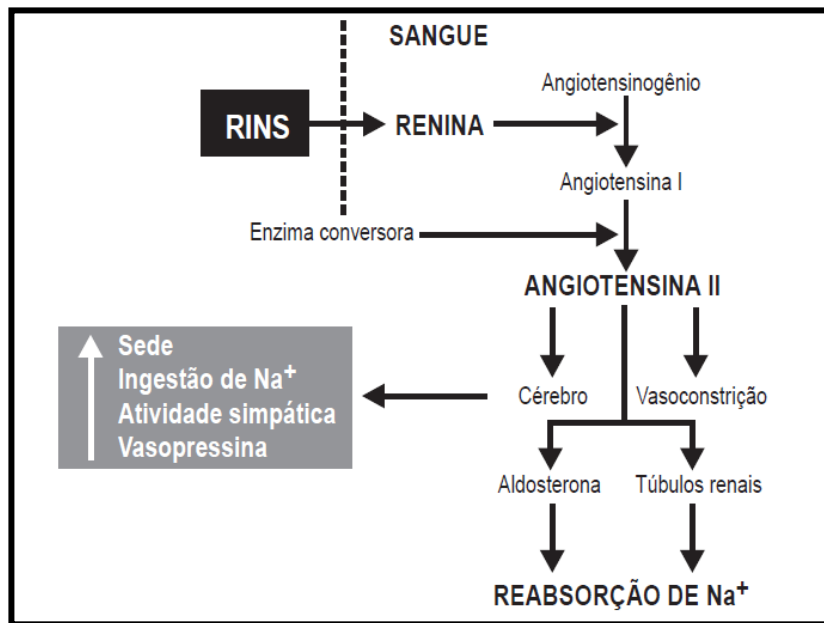 SANGUE
Angiotensinogênio
RINS
RENINA
Angiotensina I
Enzima conversora
ANGIOTENSINA II
Sede
Ingestão de Na⁺
Atividade simpática
Vasopressina
Cérebro
Vasoconstrição
Aldosterona
Túbulos renais
REABSORÇÃO DE Na⁺